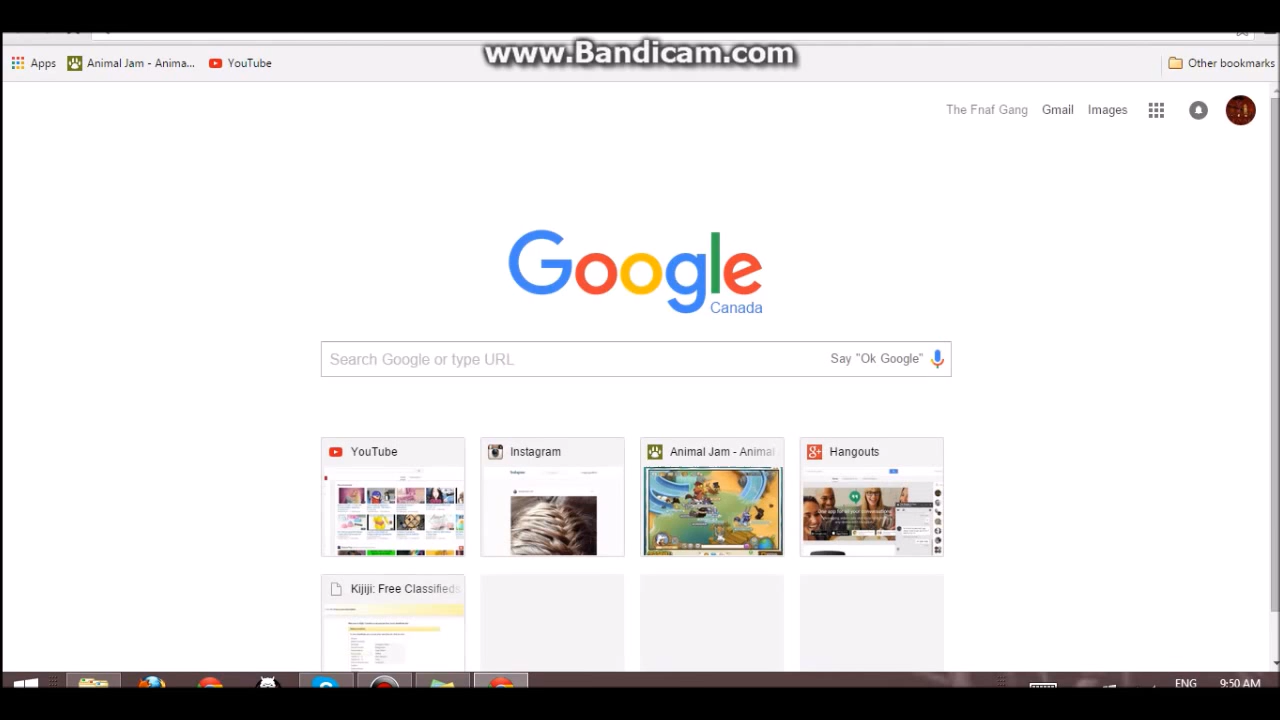 www.Bandicam.com
Apps
Animal Jam - Anima...
YouTube
Other bookmarks
The Fnaf Gang
Gmail
Images
Google
Canada
Search Google or type URL
Say "Ok Google"
YouTube
Instagram
Animal Jam - Animal
Hangouts
Kijiji: Free Classifieds
ENG
9:50 AM